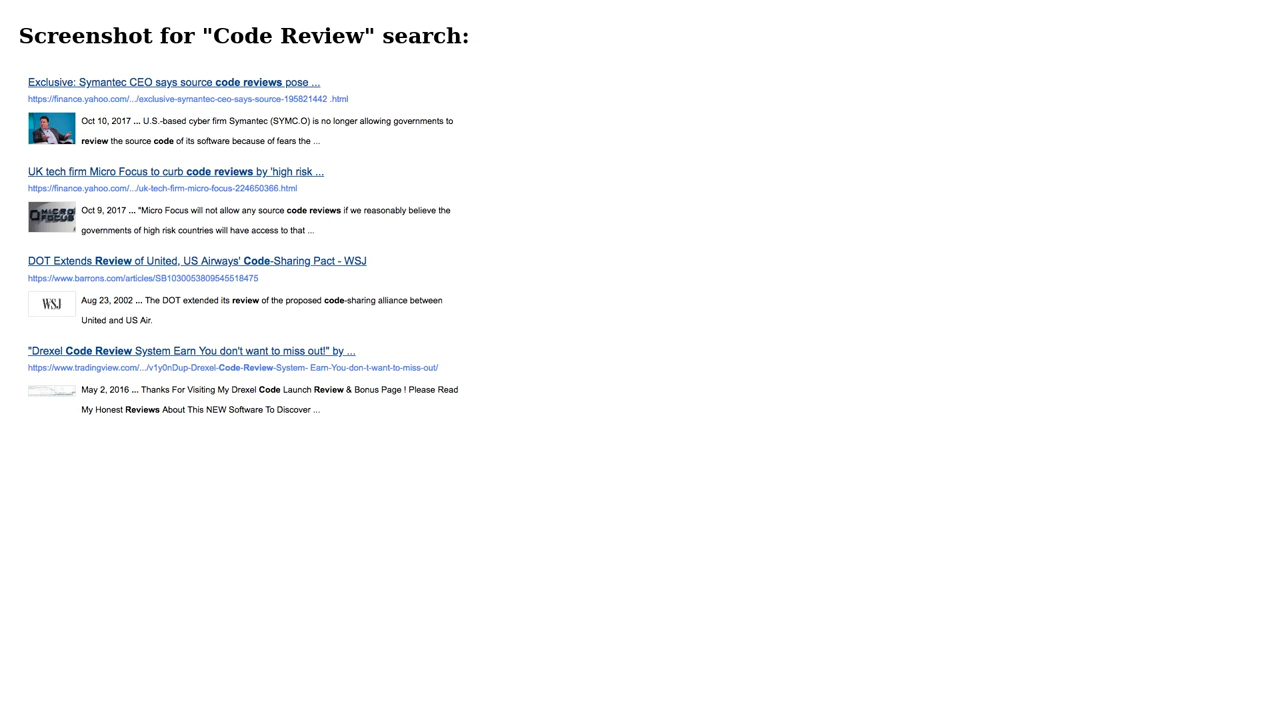 Screenshot for "Code Review" search:
Exclusive: Symantec CEO says source code reviews pose ...
https://finance.yahoo.com/.../exclusive-symantec-ceo-says-source-195821442 .html
Oct 10, 2017 ... U.S.-based cyber firm Symantec (SYMC.O) is no longer allowing governments to
review the source code of its software because of fears the ...
UK tech firm Micro Focus to curb code reviews by 'high risk ...
https://finance.yahoo.com/.../uk-tech-firm-micro-focus-224650366.html
MICRO
FOCUS
Oct 9, 2017 ... "Micro Focus will not allow any source code reviews if we reasonably believe the
governments of high risk countries will have access to that ...
DOT Extends Review of United, US Airways' Code-Sharing Pact - WSJ
https://www.barrons.com/articles/SB1030053809545518475
WSJ
Aug 23, 2002 ... The DOT extended its review of the proposed code-sharing alliance between
United and US Air.
"Drexel Code Review System Earn You don't want to miss out!" by ...
https://www.tradingview.com/.../v1y0nDup-Drexel-Code-Review-System- Earn-You-don-t-want-to-miss-out/
May 2, 2016 ... Thanks For Visiting My Drexel Code Launch Review & Bonus Page ! Please Read
My Honest Reviews About This NEW Software To Discover ...